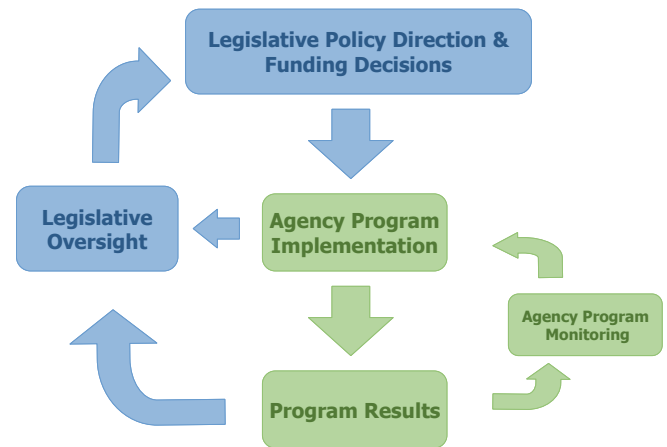 Legislative Policy Direction &
Funding Decisions
Legislative
Oversight
Agency Program
Implementation
Agency Program
Monitoring
Program Results